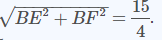 √(BE² + BF²) = 15/4.